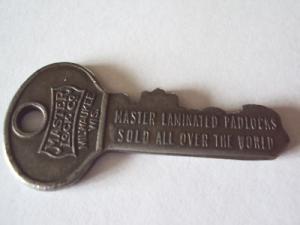 MASTER
LOCK CO.
MILWAUKEE
WIS.
MASTER LAMINATED PADLOCKS
SOLD ALL OVER THE WORLD